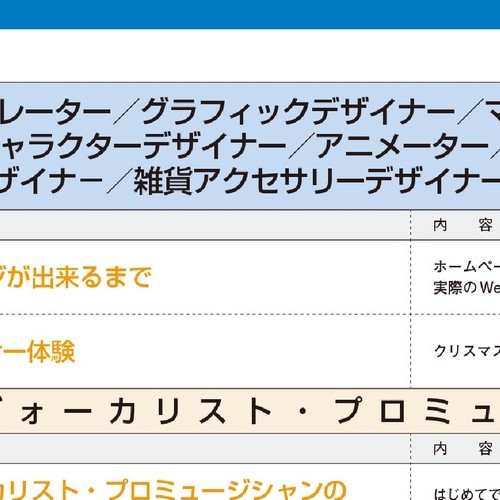 レーター／グラフィックデザイナー／マ
ャラクターデザイナー／アニメーター／
ザイナー／雑貨アクセサリーデザイナー
内 容
が出来るまで
ホームペー
実際のWe
ー体験
クリスマス
ォーカリスト・プロミュ
内 容
カリスト・プロミュージシャンの
はじめてで